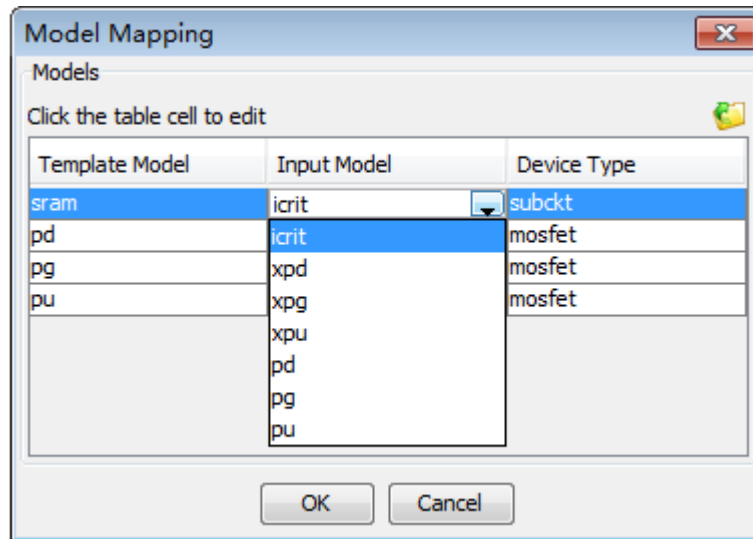 Model Mapping
Models
Click the table cell to edit
Template Model Input Model Device Type
sram icrit subckt
pd icrit mosfet
pg xpd mosfet
pu xpg mosfet
xpu
pd
pg
pu
OK Cancel